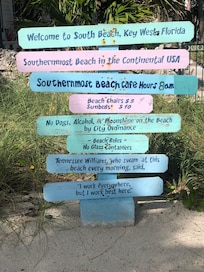 Welcome to South Beach, Key West Florida
Southernmost Beach in the Continental USA
Southernmost Beach Cafe Hours 8am
Beach Chairs $5
Sunbeds $10
No Dogs, Alcohol, or on the Beach
by City Ordinance
- Beach Rules -
No Glass Containers
Tennessee Williams, who swam at this
beach every morning, said,
"I work everywhere,
but I work best here."